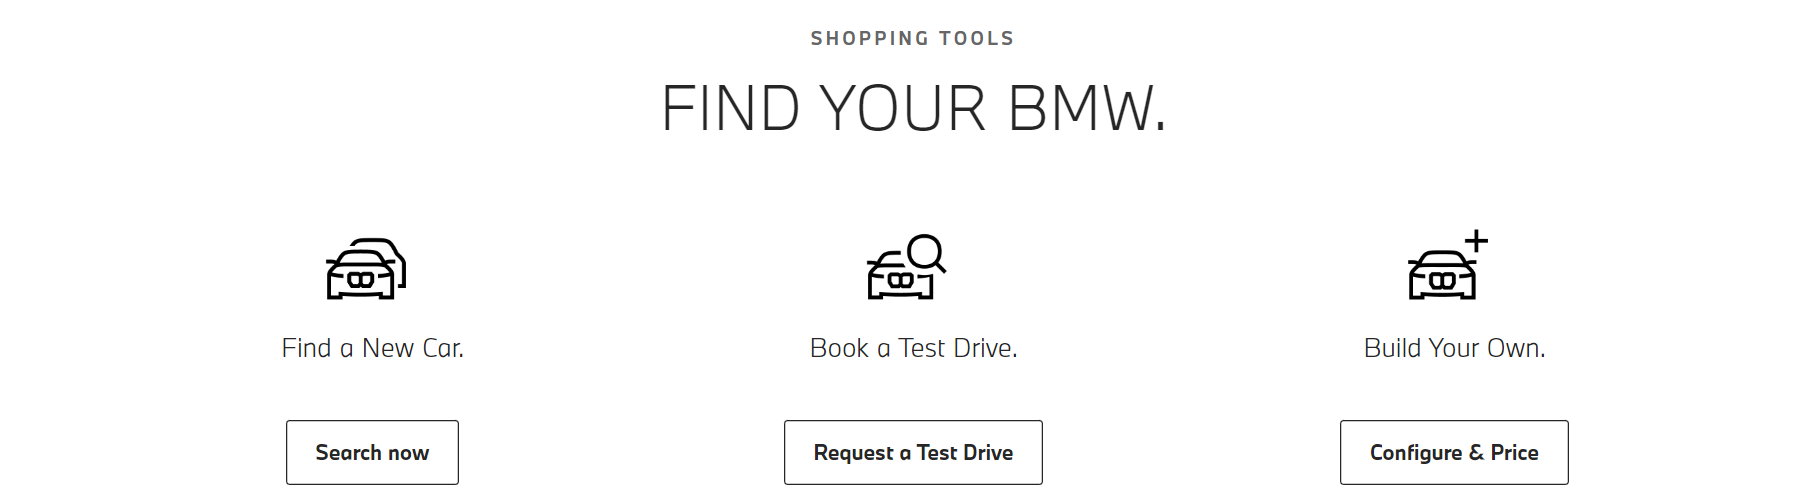 SHOPPING TOOLS
FIND YOUR BMW.
Find a New Car.
Book a Test Drive.
Build Your Own.
Search now
Request a Test Drive
Configure & Price